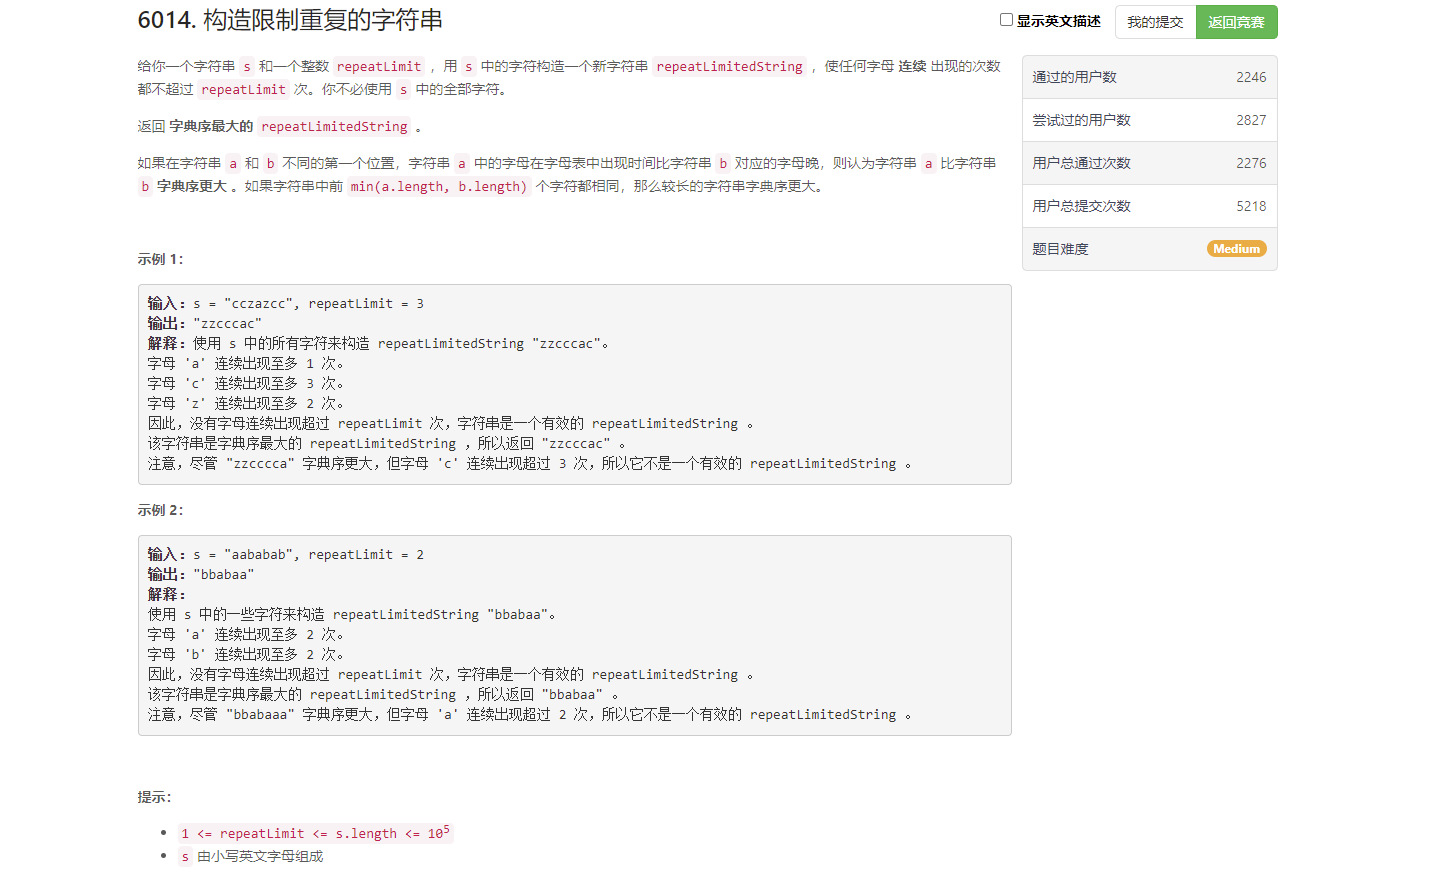 6014. 构造限制重复的字符串
显示英文描述 我的提交 返回竞赛
给你一个字符串 s 和一个整数 repeatLimit ，用 s 中的字符构造一个新字符串 repeatLimitedString ，使任何字母 连续 出现的次数
都不超过 repeatLimit 次。你不必使用 s 中的全部字符。
返回 字典序最大的 repeatLimitedString 。
如果在字符串 a 和 b 不同的第一个位置，字符串 a 中的字母在字母表中出现时间比字符串 b 对应的字母晚，则认为字符串 a 比字符串
b 字典序更大 。如果字符串中前 min(a.length, b.length) 个字符都相同，那么较长的字符串字典序更大。
通过的用户数 2246
尝试过的用户数 2827
用户总通过次数 2276
用户总提交次数 5218
题目难度 Medium
示例 1：
输入：s = "cczazcc", repeatLimit = 3
输出："zzcccac"
解释：使用 s 中的所有字符来构造 repeatLimitedString "zzcccac"。
字母 'a' 连续出现至多 1 次。
字母 'c' 连续出现至多 3 次。
字母 'z' 连续出现至多 2 次。
因此，没有字母连续出现超过 repeatLimit 次，字符串是一个有效的 repeatLimitedString 。
该字符串是字典序最大的 repeatLimitedString ，所以返回 "zzcccac" 。
注意，尽管 "zzcccca" 字典序更大，但字母 'c' 连续出现超过 3 次，所以它不是一个有效的 repeatLimitedString 。
示例 2：
输入：s = "aababab", repeatLimit = 2
输出："bbabaa"
解释：
使用 s 中的一些字符来构造 repeatLimitedString "bbabaa"。
字母 'a' 连续出现至多 2 次。
字母 'b' 连续出现至多 2 次。
因此，没有字母连续出现超过 repeatLimit 次，字符串是一个有效的 repeatLimitedString 。
该字符串是字典序最大的 repeatLimitedString ，所以返回 "bbabaa" 。
注意，尽管 "bbabaaa" 字典序更大，但字母 'a' 连续出现超过 2 次，所以它不是一个有效的 repeatLimitedString 。
提示：
• 1 <= repeatLimit <= s.length <= 10⁵
• s 由小写英文字母组成